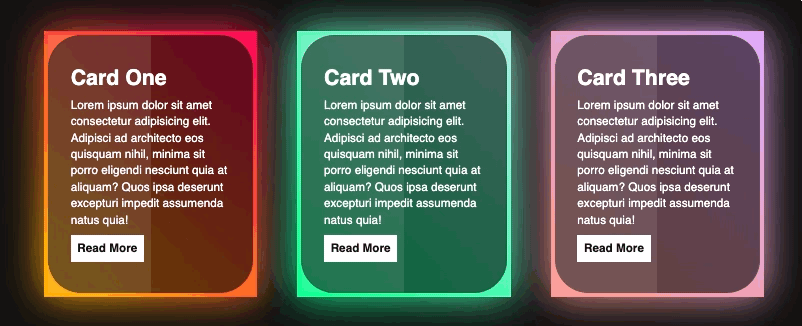 Card One
Lorem ipsum dolor sit amet
consectetur adipisicing elit.
Adipisci ad architecto eos
quisquam nihil, minima sit
porro eligendi nesciunt quia at
aliquam? Quos ipsa deserunt
excepturi impedit assumenda
natus quia!
Read More
Card Two
Lorem ipsum dolor sit amet
consectetur adipisicing elit.
Adipisci ad architecto eos
quisquam nihil, minima sit
porro eligendi nesciunt quia at
aliquam? Quos ipsa deserunt
excepturi impedit assumenda
natus quia!
Read More
Card Three
Lorem ipsum dolor sit amet
consectetur adipisicing elit.
Adipisci ad architecto eos
quisquam nihil, minima sit
porro eligendi nesciunt quia at
aliquam? Quos ipsa deserunt
excepturi impedit assumenda
natus quia!
Read More